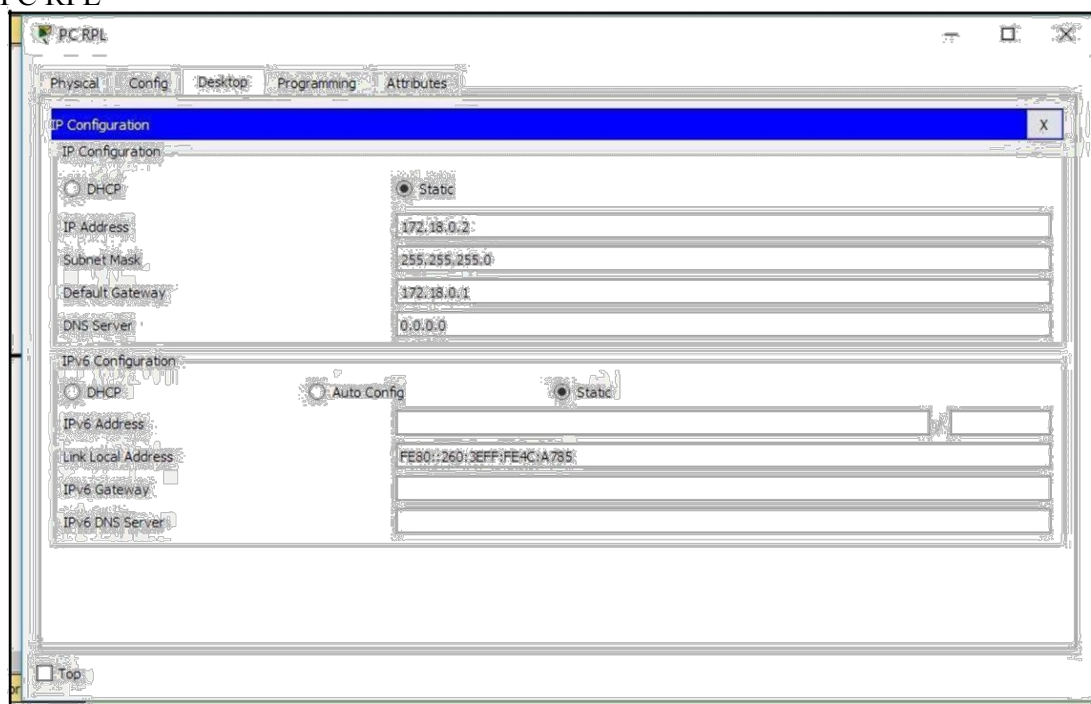 PC RPL
PC RPL
Physical Config Desktop Programming Attributes
IP Configuration X
IP Configuration
DHCP Static
IP Address 172.18.0.2
Subnet Mask 255.255.255.0
Default Gateway 172.18.0.1
DNS Server 0.0.0.0
IPv6 Configuration
DHCP Auto Config Static
IPv6 Address /
Link Local Address FE80::260:3EFF:FE4C:A785
IPv6 Gateway
IPv6 DNS Server
Top
or